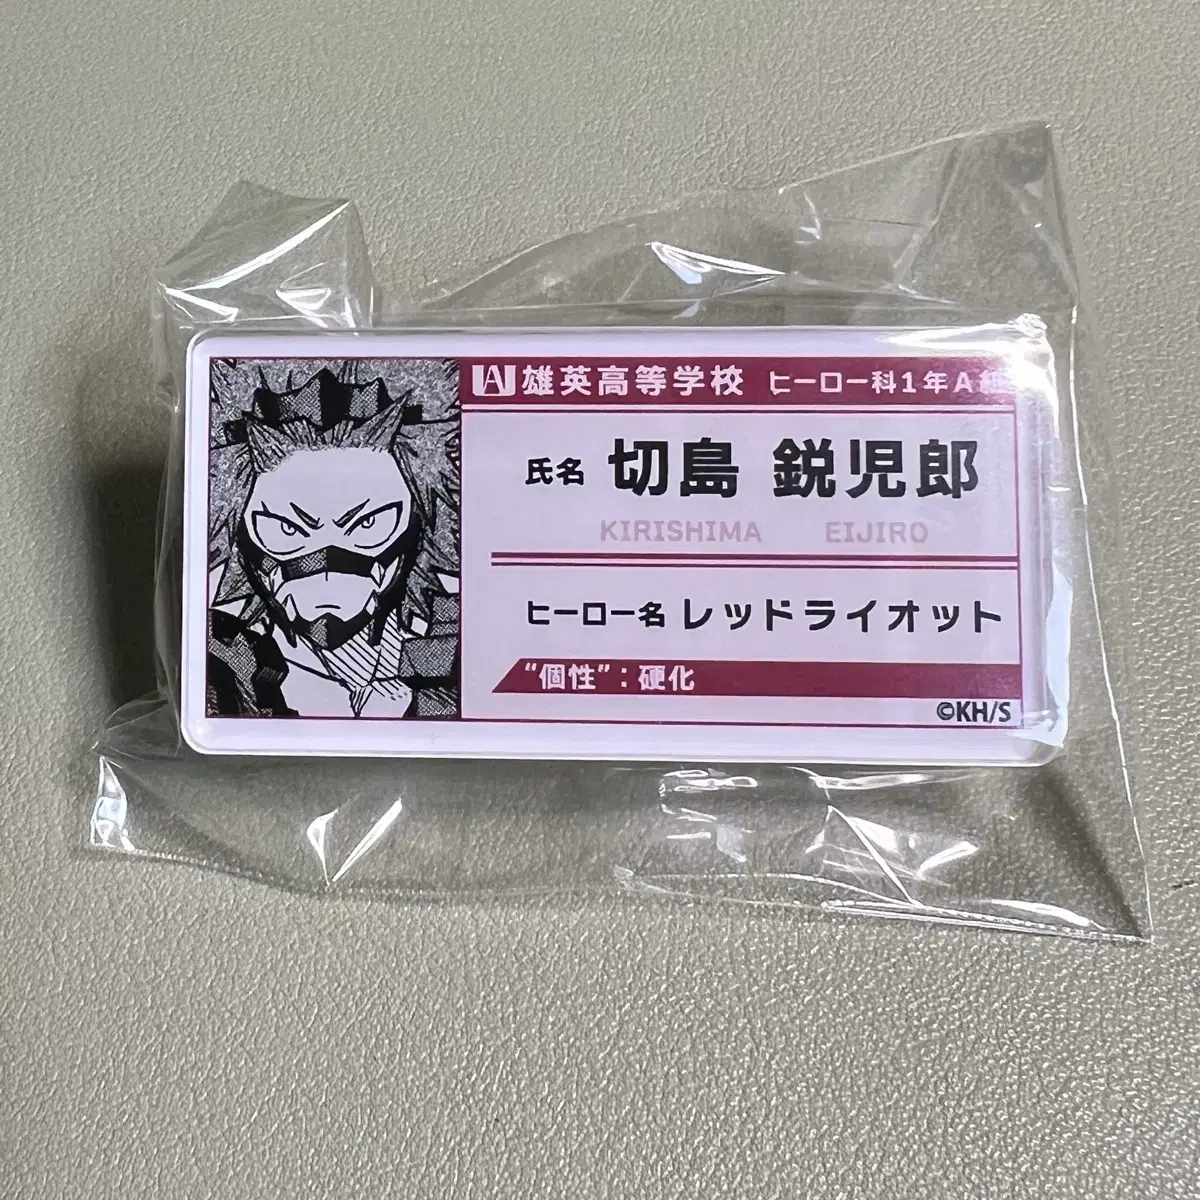 UA 雄英高等学校 ヒーロー科1年A組
氏名 切島 鋭児郎
KIRISHIMA EIJIRO
ヒーロー名 レッドライオット
“個性”：硬化
©KH/S